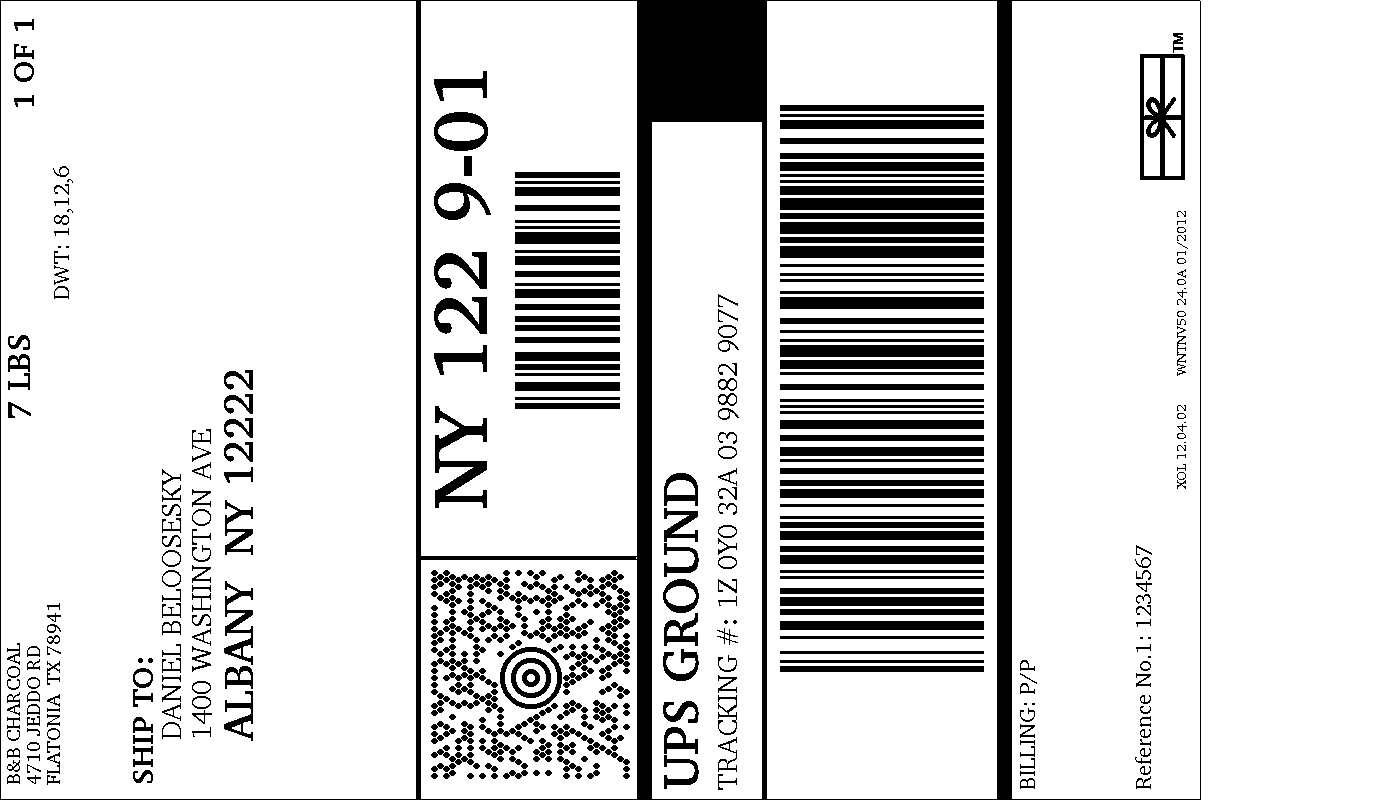 B&B CHARCOAL
4710 JEDDO RD
FLATONIA TX 78941
7 LBS
1 OF 1
DWT: 18,12,6
SHIP TO:
DANIEL BELOOSESKY
1400 WASHINGTON AVE
ALBANY NY 12222
NY 122 9-01
UPS GROUND
TRACKING #: 1Z 0Y0 32A 03 9882 9077
BILLING: P/P
Reference No.1: 1234567
XOL 12.04.02
WNTNV50 24.0A 01/2012
TM